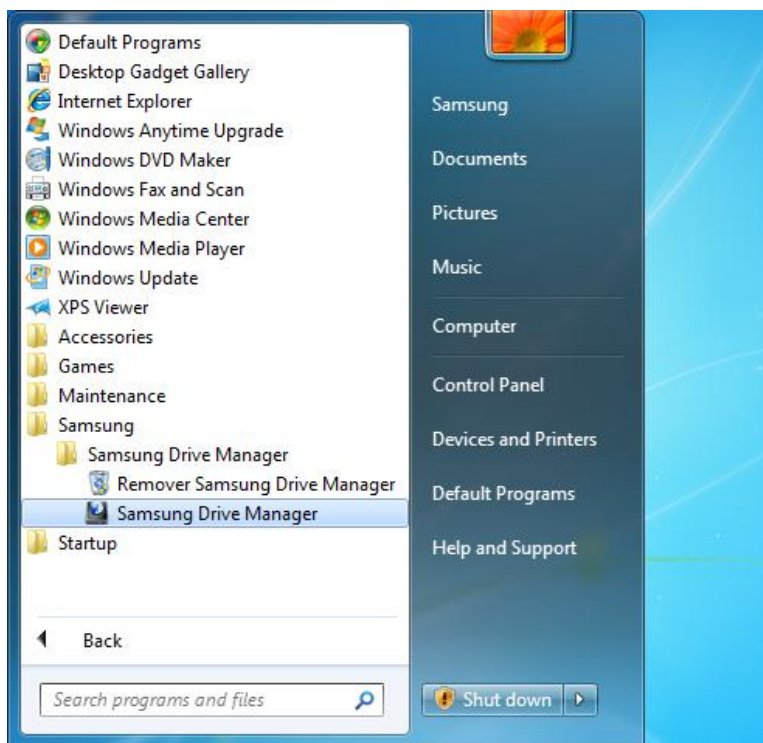 Default Programs
Desktop Gadget Gallery
Internet Explorer
Windows Anytime Upgrade
Windows DVD Maker
Windows Fax and Scan
Windows Media Center
Windows Media Player
Windows Update
XPS Viewer
Accessories
Games
Maintenance
Samsung
Samsung Drive Manager
Remover Samsung Drive Manager
Samsung Drive Manager
Startup
Back
Search programs and files
Samsung
Documents
Pictures
Music
Computer
Control Panel
Devices and Printers
Default Programs
Help and Support
Shut down